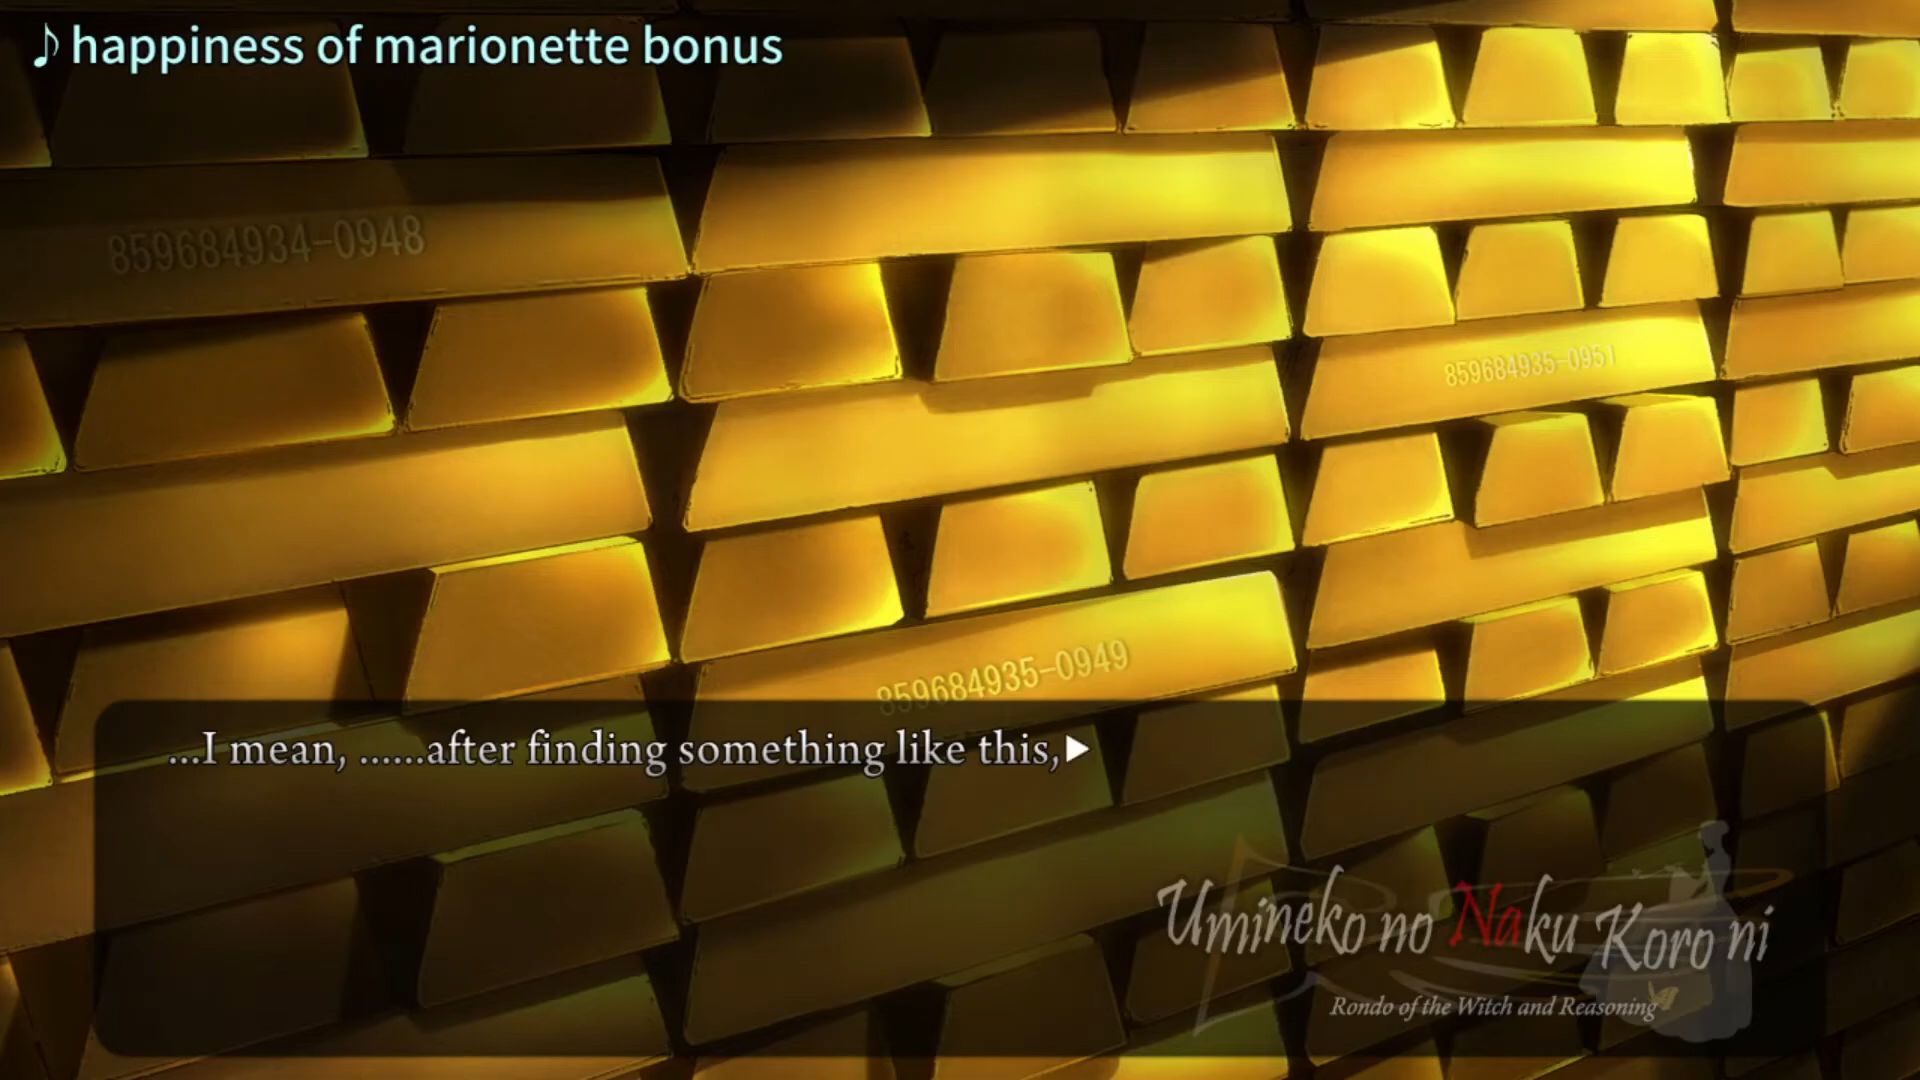 ♪happiness of marionette bonus
859684934-0948
859684935-0951
859684935-0949
...I mean, ......after finding something like this,
Umineko no Naku Koro ni
Rondo of the Witch and Reasoning